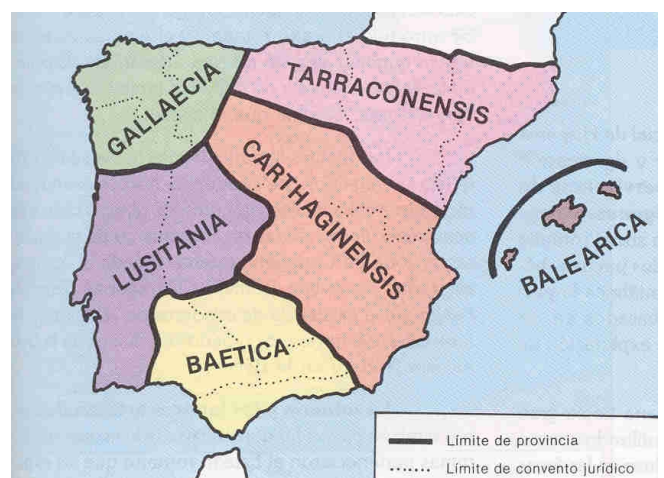 GALLAECIA
TARRACONENSIS
CARTHAGINENSIS
LUSITANIA
BALEARICA
BAETICA
Límite de provincia
Límite de convento jurídico